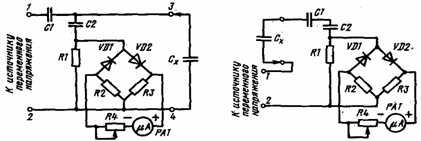 1
C1
C2
3
R1
VD1
VD2
Cx
R2
R3
2
4
R4
−
+
μA
PA1
К источнику
переменного
напряжения
C1
C2
Cx
1
R1
VD1
VD2
R2
R3
2
R4
−
+
μA
PA1
К источнику
переменного
напряжения